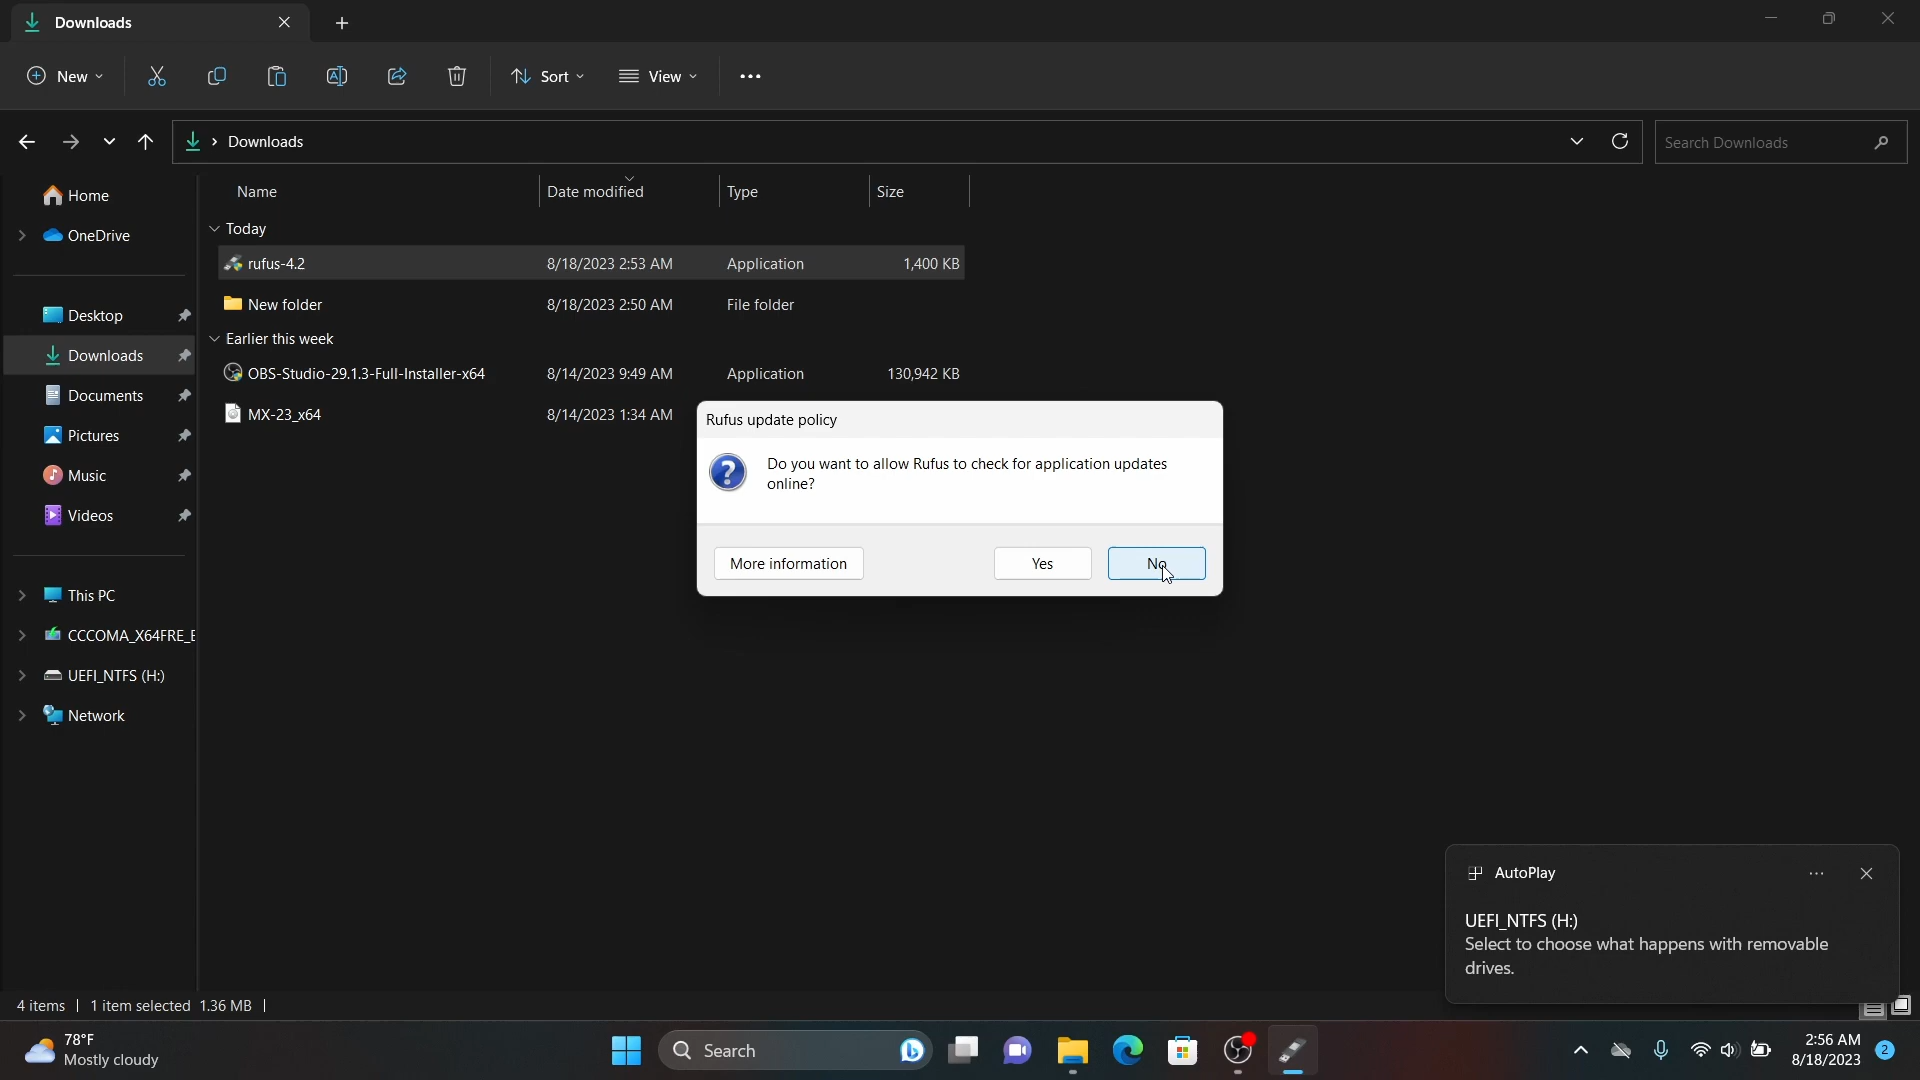 Downloads
New
Sort
View
Downloads
Search Downloads
Home
OneDrive
Desktop
Downloads
Documents
Pictures
Music
Videos
This PC
CCCOMA_X64FRE_E
UEFI_NTFS (H:)
Network
Name Date modified Type Size
Today
rufus-4.2 8/18/2023 2:53 AM Application 1,400 KB
New folder 8/18/2023 2:50 AM File folder
Earlier this week
OBS-Studio-29.1.3-Full-Installer-x64 8/14/2023 9:49 AM Application 130,942 KB
MX-23_x64 8/14/2023 1:34 AM
Rufus update policy
Do you want to allow Rufus to check for application updates
online?
More information Yes No
AutoPlay
UEFI_NTFS (H:)
Select to choose what happens with removable
drives.
4 items 1 item selected 1.36 MB
78°F
Mostly cloudy
Search
2:56 AM
8/18/2023
2